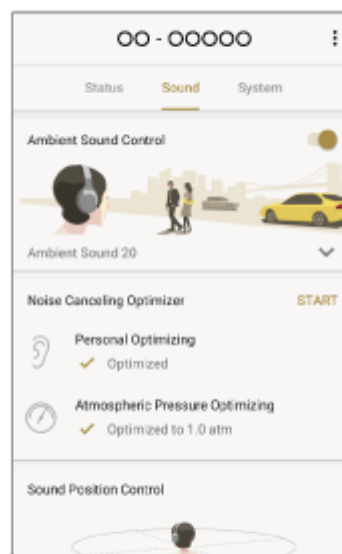 OO - OOOOO
Status Sound System
Ambient Sound Control
Ambient Sound 20
Noise Canceling Optimizer START
Personal Optimizing
Optimized
Atmospheric Pressure Optimizing
Optimized to 1.0 atm
Sound Position Control